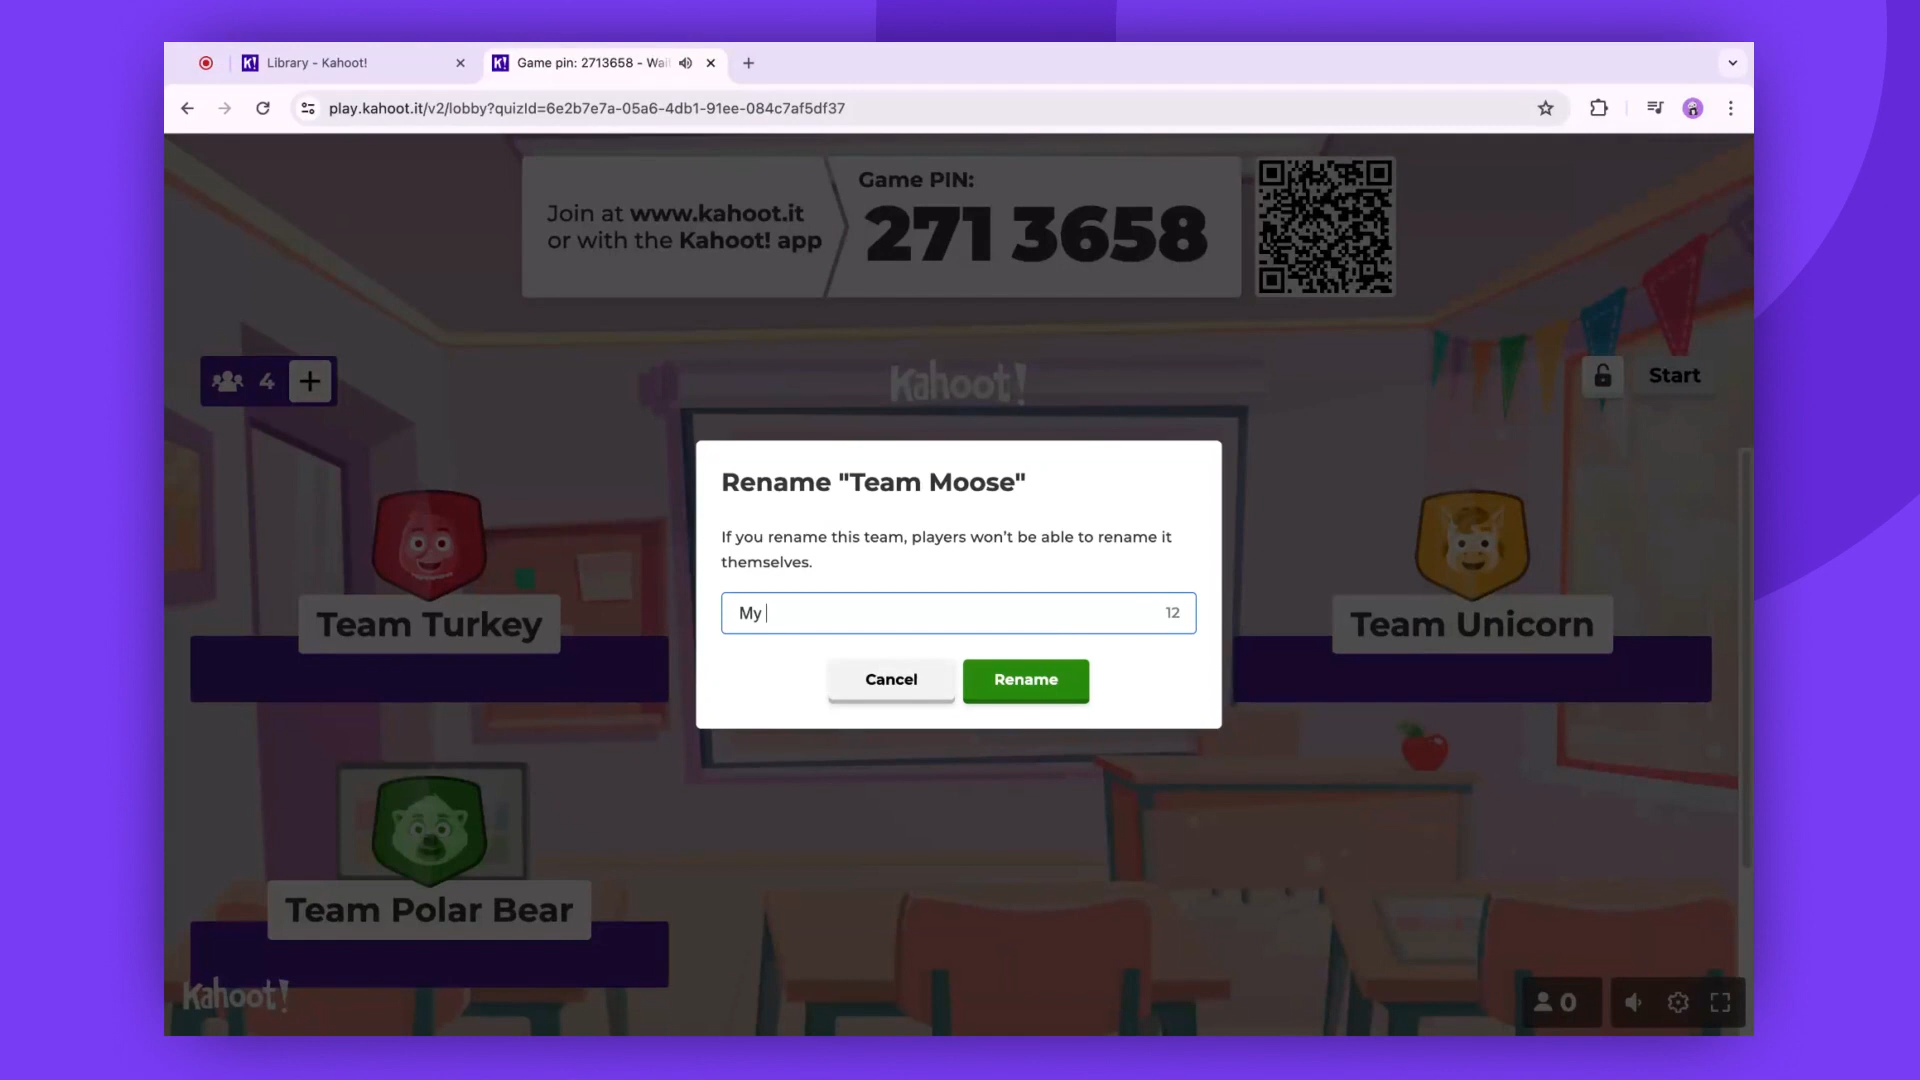 Library - Kahoot!
Game pin: 2713658 - Wai
play.kahoot.it/v2/lobby?quizId=6e2b7e7a-05a6-4db1-91ee-084c7af5df37
Join at www.kahoot.it
or with the Kahoot! app
Game PIN:
271 3658
4
Kahoot!
Start
Rename "Team Moose"
If you rename this team, players won't be able to rename it
themselves.
My
12
Cancel
Rename
Team Turkey
Team Unicorn
Team Polar Bear
Kahoot!
0